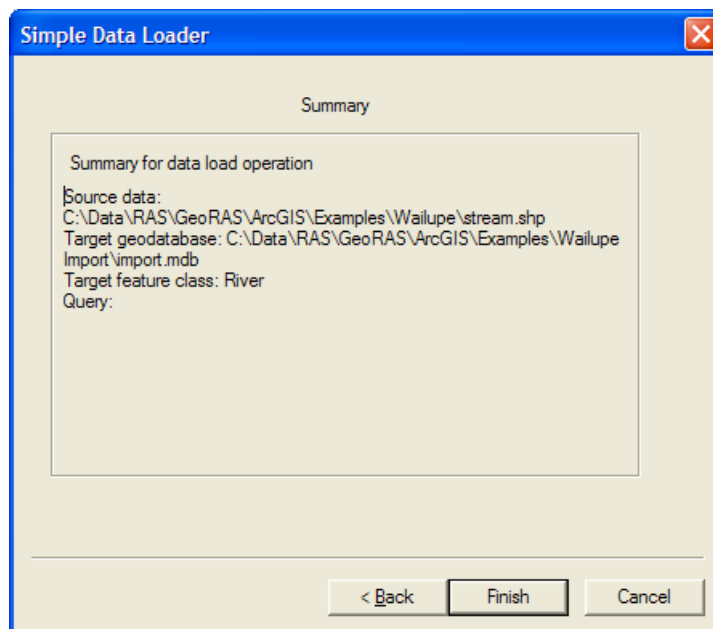 Simple Data Loader
Summary
Summary for data load operation
Source data:
C:\Data\RAS\GeoRAS\ArcGIS\Examples\Wailupe\stream.shp
Target geodatabase: C:\Data\RAS\GeoRAS\ArcGIS\Examples\Wailupe
Import\import.mdb
Target feature class: River
Query:
< Back
Finish
Cancel